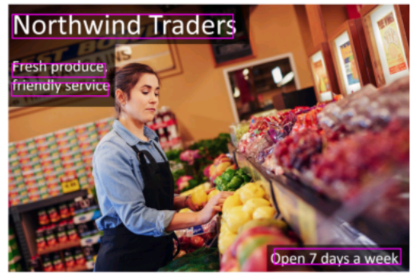 Northwind Traders
Fresh produce,
friendly service
Open 7 days a week